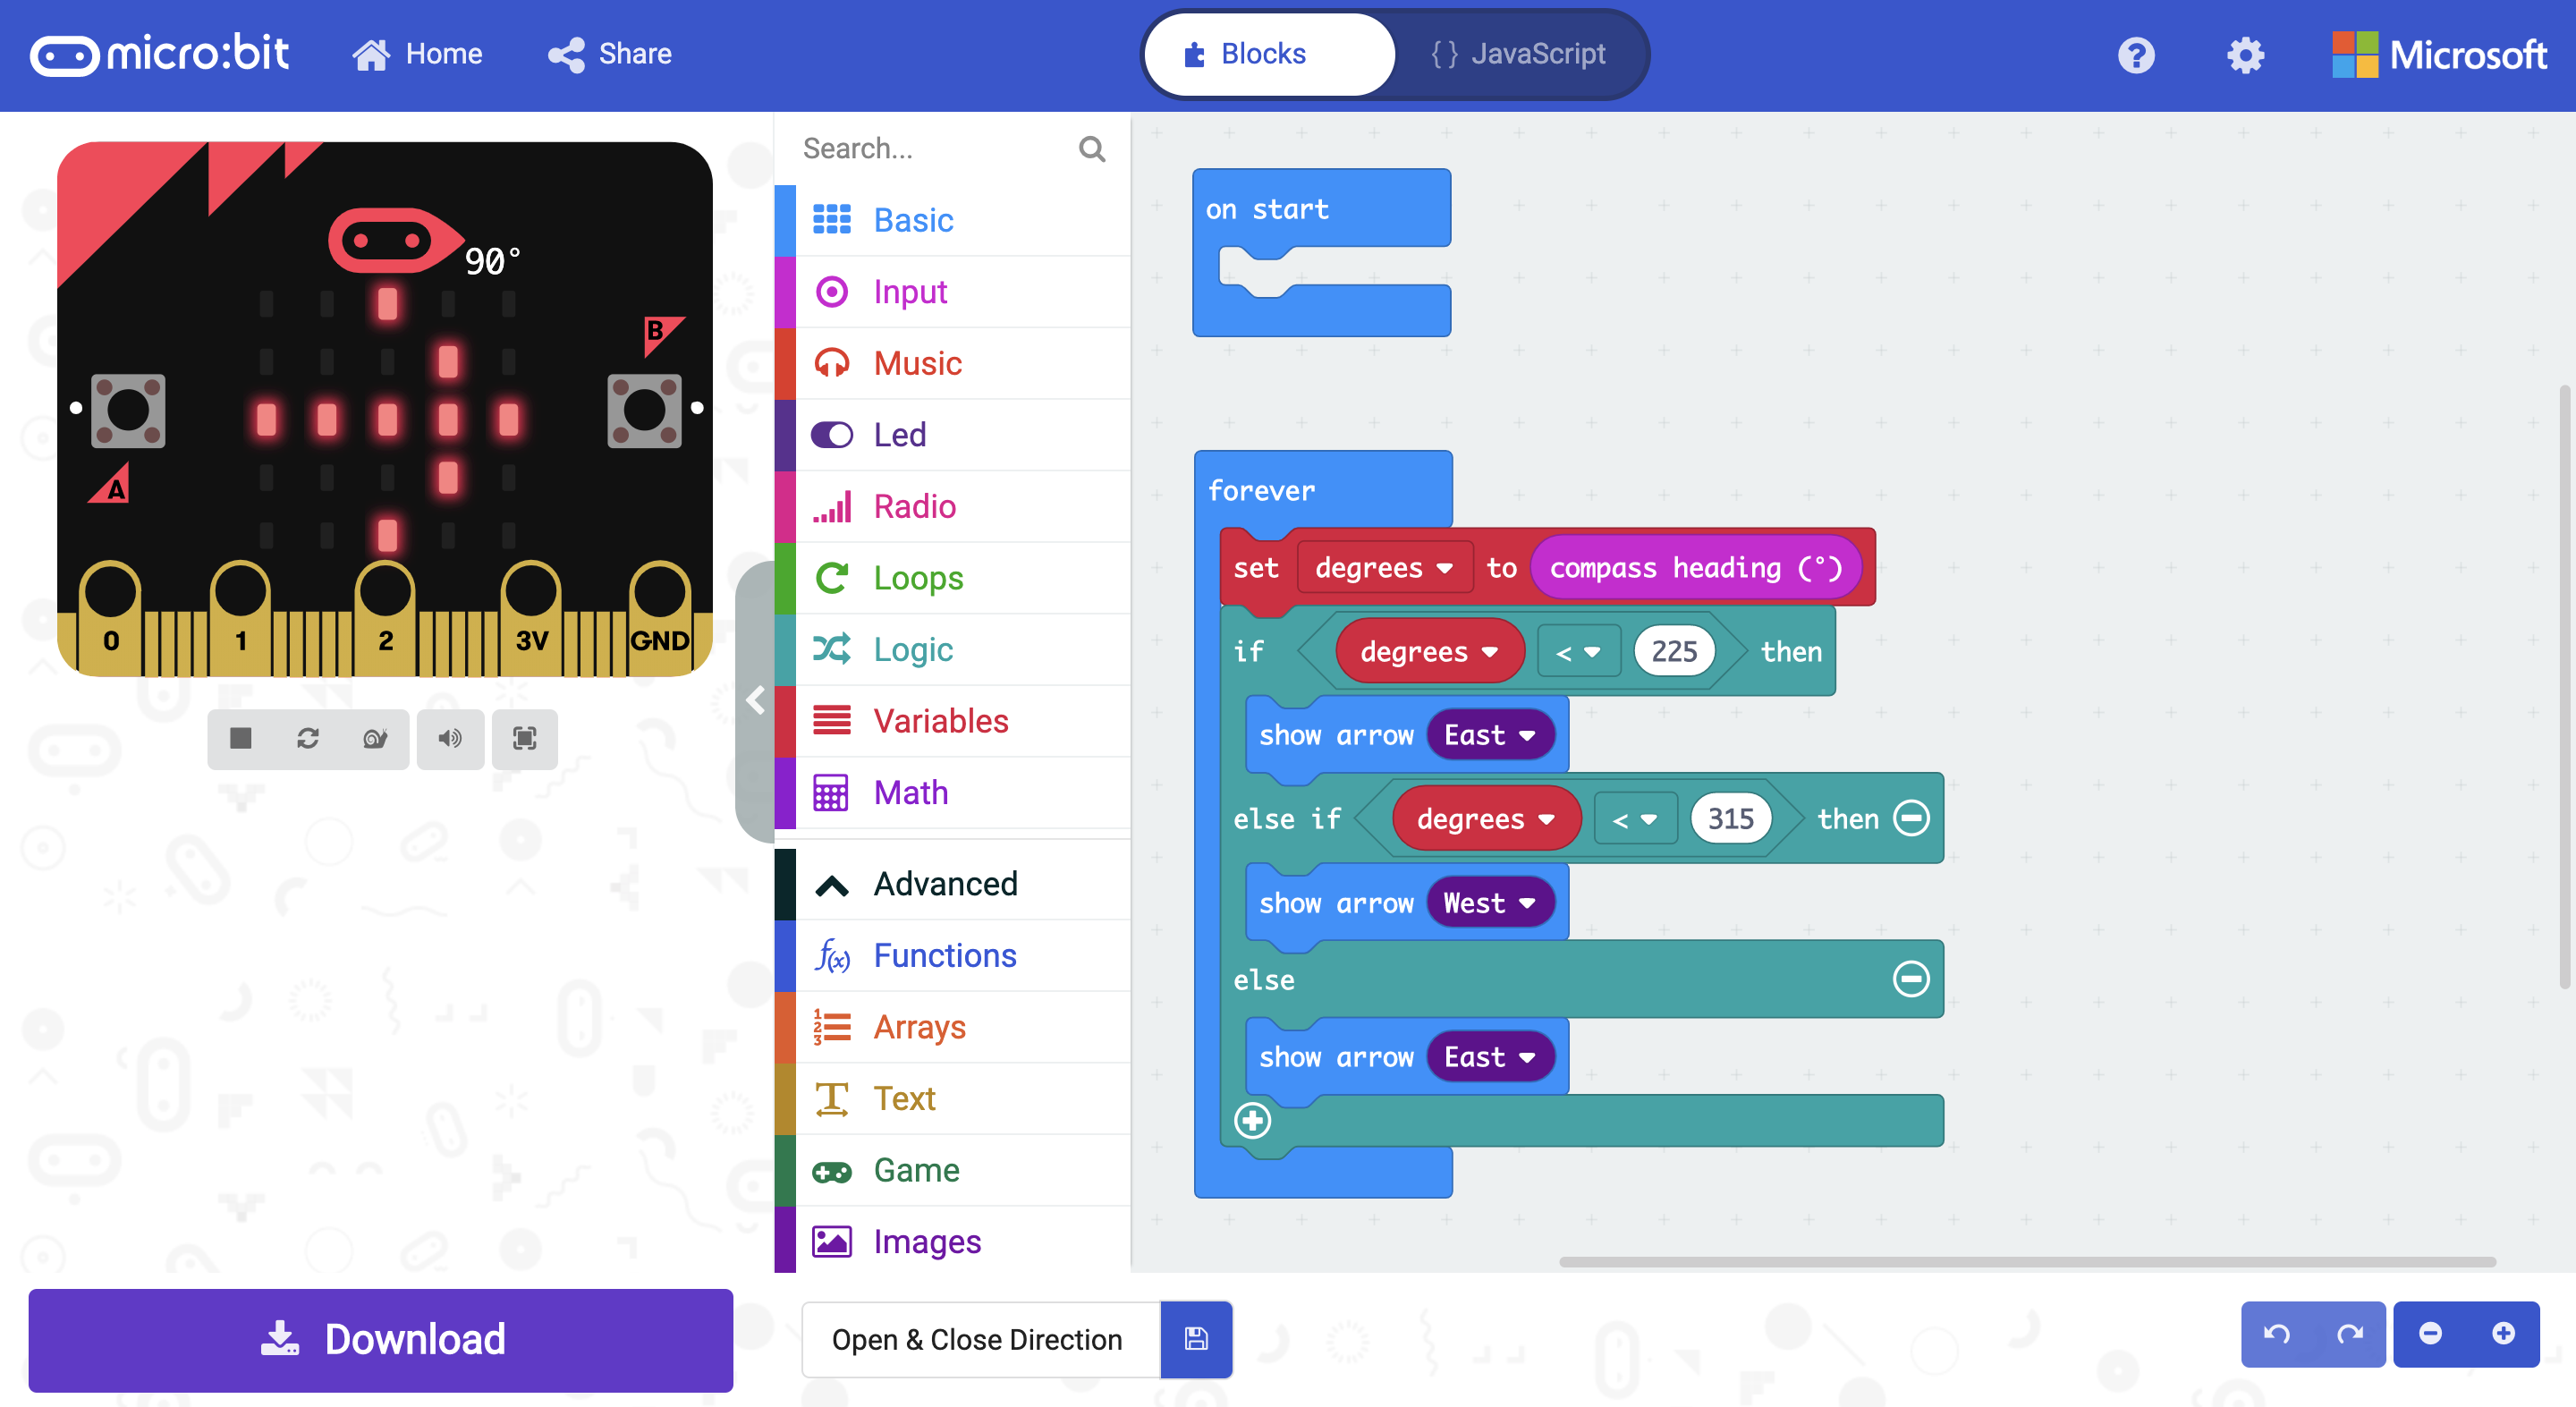 micro:bit
Home
Share
Blocks
{ } JavaScript
?
Microsoft
90°
B
A
0 1 2 3V GND
Search...
Basic
Input
Music
Led
Radio
Loops
Logic
Variables
Math
Advanced
f(x) Functions
1 2 3 Arrays
T Text
Game
Images
on start
forever
set degrees to compass heading (°)
if degrees < 225 then
show arrow East
else if degrees < 315 then
show arrow West
else
show arrow East
Download
Open & Close Direction